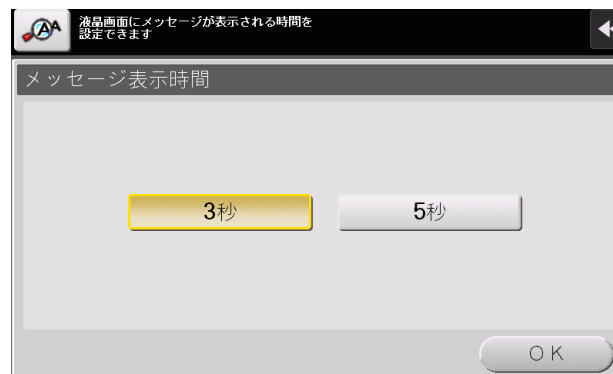 液晶画面にメッセージが表示される時間を
設定できます
メッセージ表示時間
3秒
5秒
OK